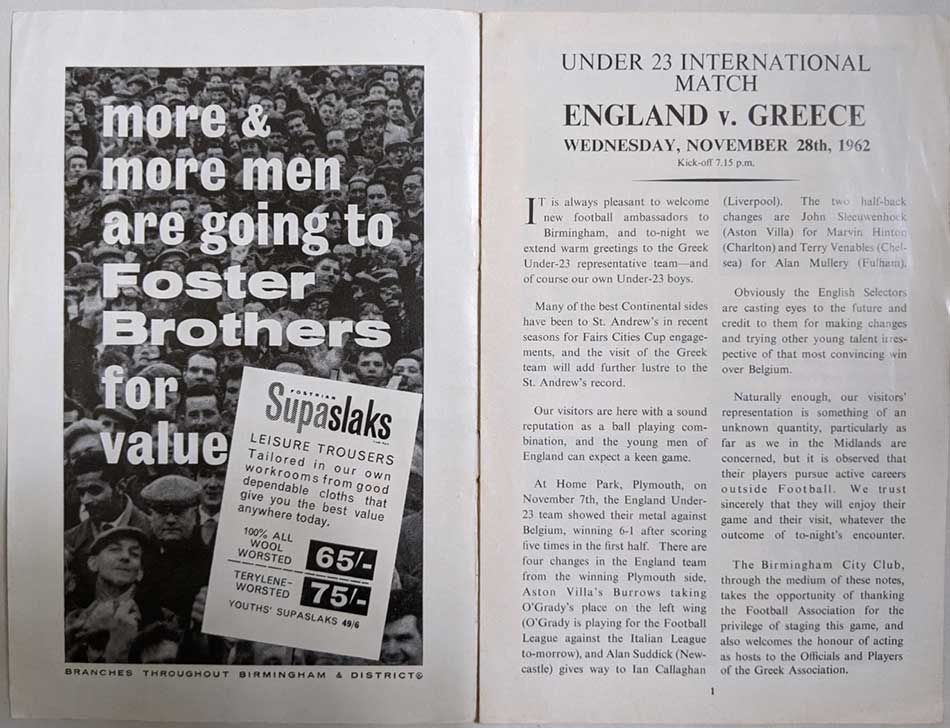 more &
more men
are going to
Foster
Brothers
for
value
FOSTRIAN
Supaslaks
LEISURE TROUSERS
Tailored in our own
workrooms from good
dependable cloths that
give you the best value
anywhere today.
100% ALL
WOOL
WORSTED
65/-
TERYLENE-
WORSTED
75/-
YOUTHS' SUPASLAKS 49/6
BRANCHES THROUGHOUT BIRMINGHAM & DISTRICTS
UNDER 23 INTERNATIONAL
MATCH
ENGLAND v. GREECE
WEDNESDAY, NOVEMBER 28th, 1962
Kick-off 7.15 p.m.
IT is always pleasant to welcome
new football ambassadors to
Birmingham, and to-night we
extend warm greetings to the Greek
Under-23 representative team—and
of course our own Under-23 boys.
Many of the best Continental sides
have been to St. Andrew's in recent
seasons for Fairs Cities Cup engage-
ments, and the visit of the Greek
team will add further lustre to the
St. Andrew's record.
Our visitors are here with a sound
reputation as a ball playing com-
bination, and the young men of
England can expect a keen game.
At Home Park, Plymouth, on
November 7th, the England Under-
23 team showed their metal against
Belgium, winning 6-1 after scoring
five times in the first half. There are
four changes in the England team
from the winning Plymouth side,
Aston Villa's Burrows taking
O'Grady's place on the left wing
(O'Grady is playing for the Football
League against the Italian League
to-morrow), and Alan Suddick (New-
castle) gives way to Ian Callaghan
(Liverpool). The two half-back
changes are John Sleeuwenhoek
(Aston Villa) for Marvin Hinton
(Charlton) and Terry Venables (Chel-
sea) for Alan Mullery (Fulham).
Obviously the English Selectors
are casting eyes to the future and
credit to them for making changes
and trying other young talent irres-
pective of that most convincing win
over Belgium.
Naturally enough, our visitors'
representation is something of an
unknown quantity, particularly as
far as we in the Midlands are
concerned, but it is observed that
their players pursue active careers
outside Football. We trust
sincerely that they will enjoy their
game and their visit, whatever the
outcome of to-night's encounter.
The Birmingham City Club,
through the medium of these notes,
takes the opportunity of thanking
the Football Association for the
privilege of staging this game, and
also welcomes the honour of acting
as hosts to the Officials and Players
of the Greek Association.
1